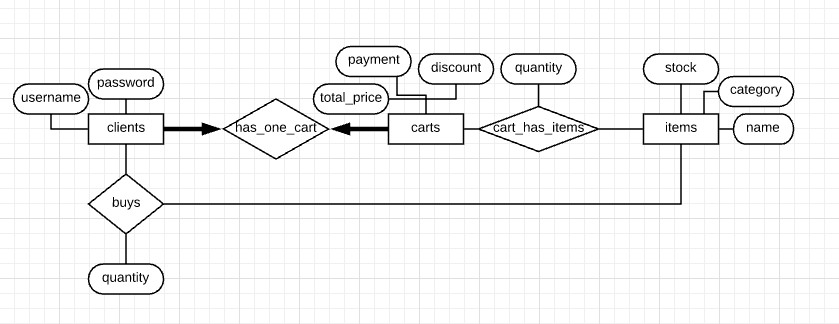 payment
discount
quantity
stock
password
username
total_price
category
clients
has_one_cart
carts
cart_has_items
items
name
buys
quantity